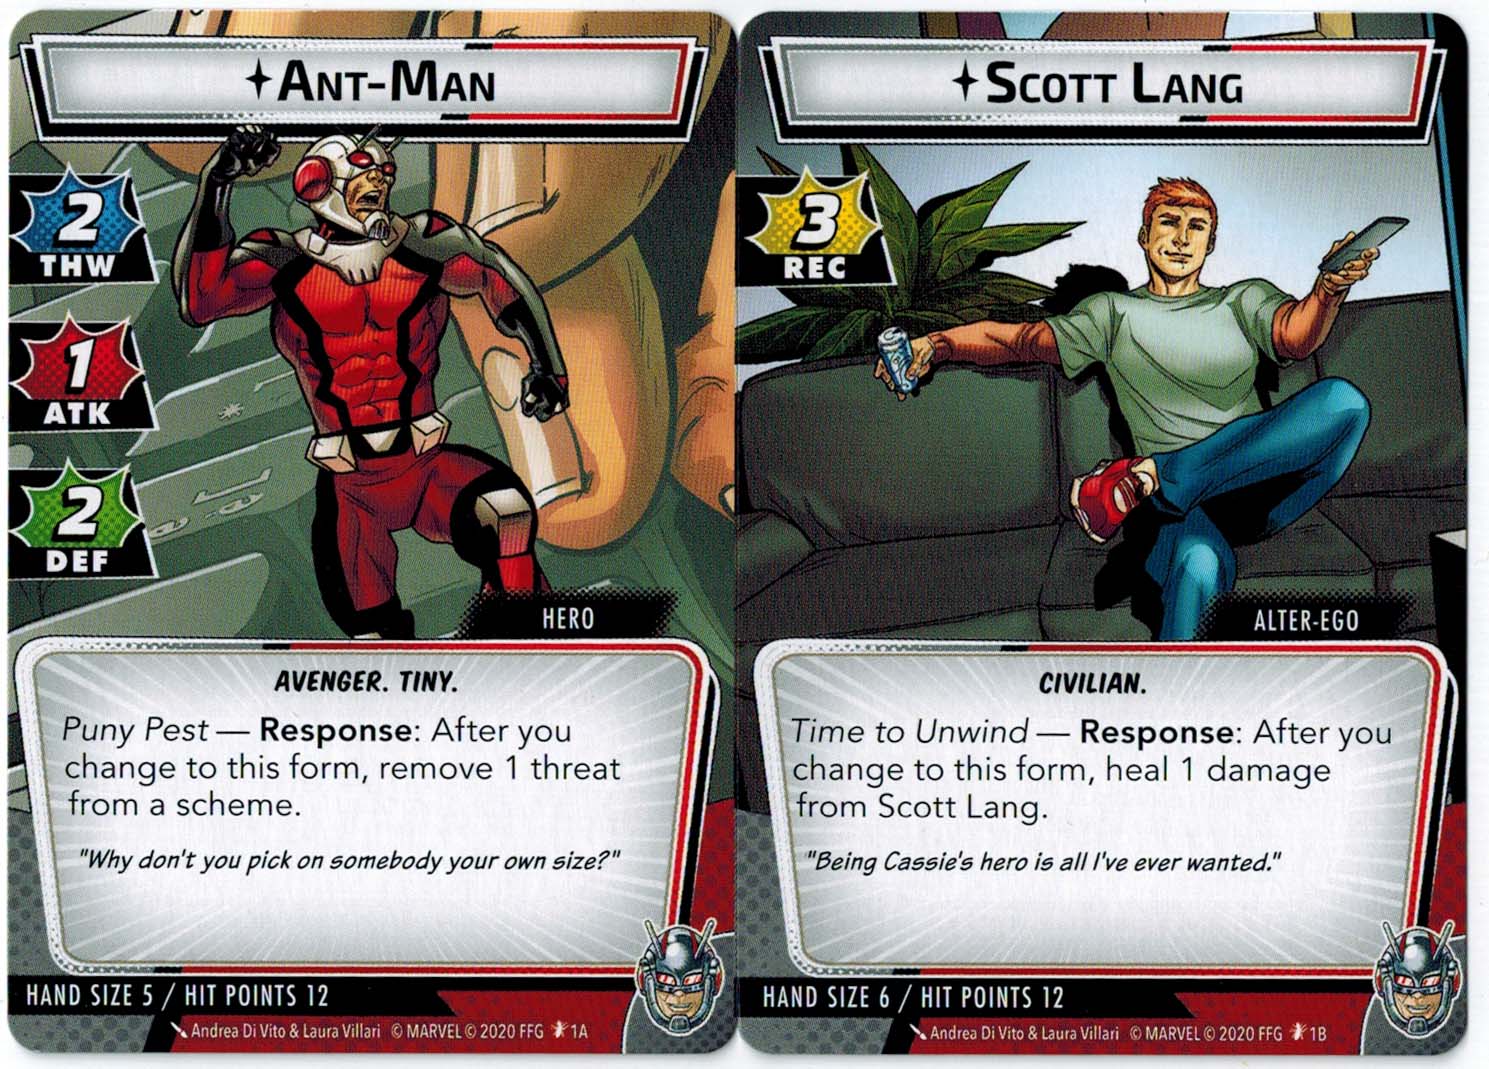 Ant-Man
2
THW
1
ATK
2
DEF
HERO
AVENGER. TINY.
Puny Pest — Response: After you
change to this form, remove 1 threat
from a scheme.
"Why don't you pick on somebody your own size?"
HAND SIZE 5 / HIT POINTS 12
Andrea Di Vito & Laura Villari © MARVEL © 2020 FFG 1A
Scott Lang
3
REC
ALTER-EGO
CIVILIAN.
Time to Unwind — Response: After you
change to this form, heal 1 damage
from Scott Lang.
"Being Cassie's hero is all I've ever wanted."
HAND SIZE 6 / HIT POINTS 12
Andrea Di Vito & Laura Villari © MARVEL © 2020 FFG 1B